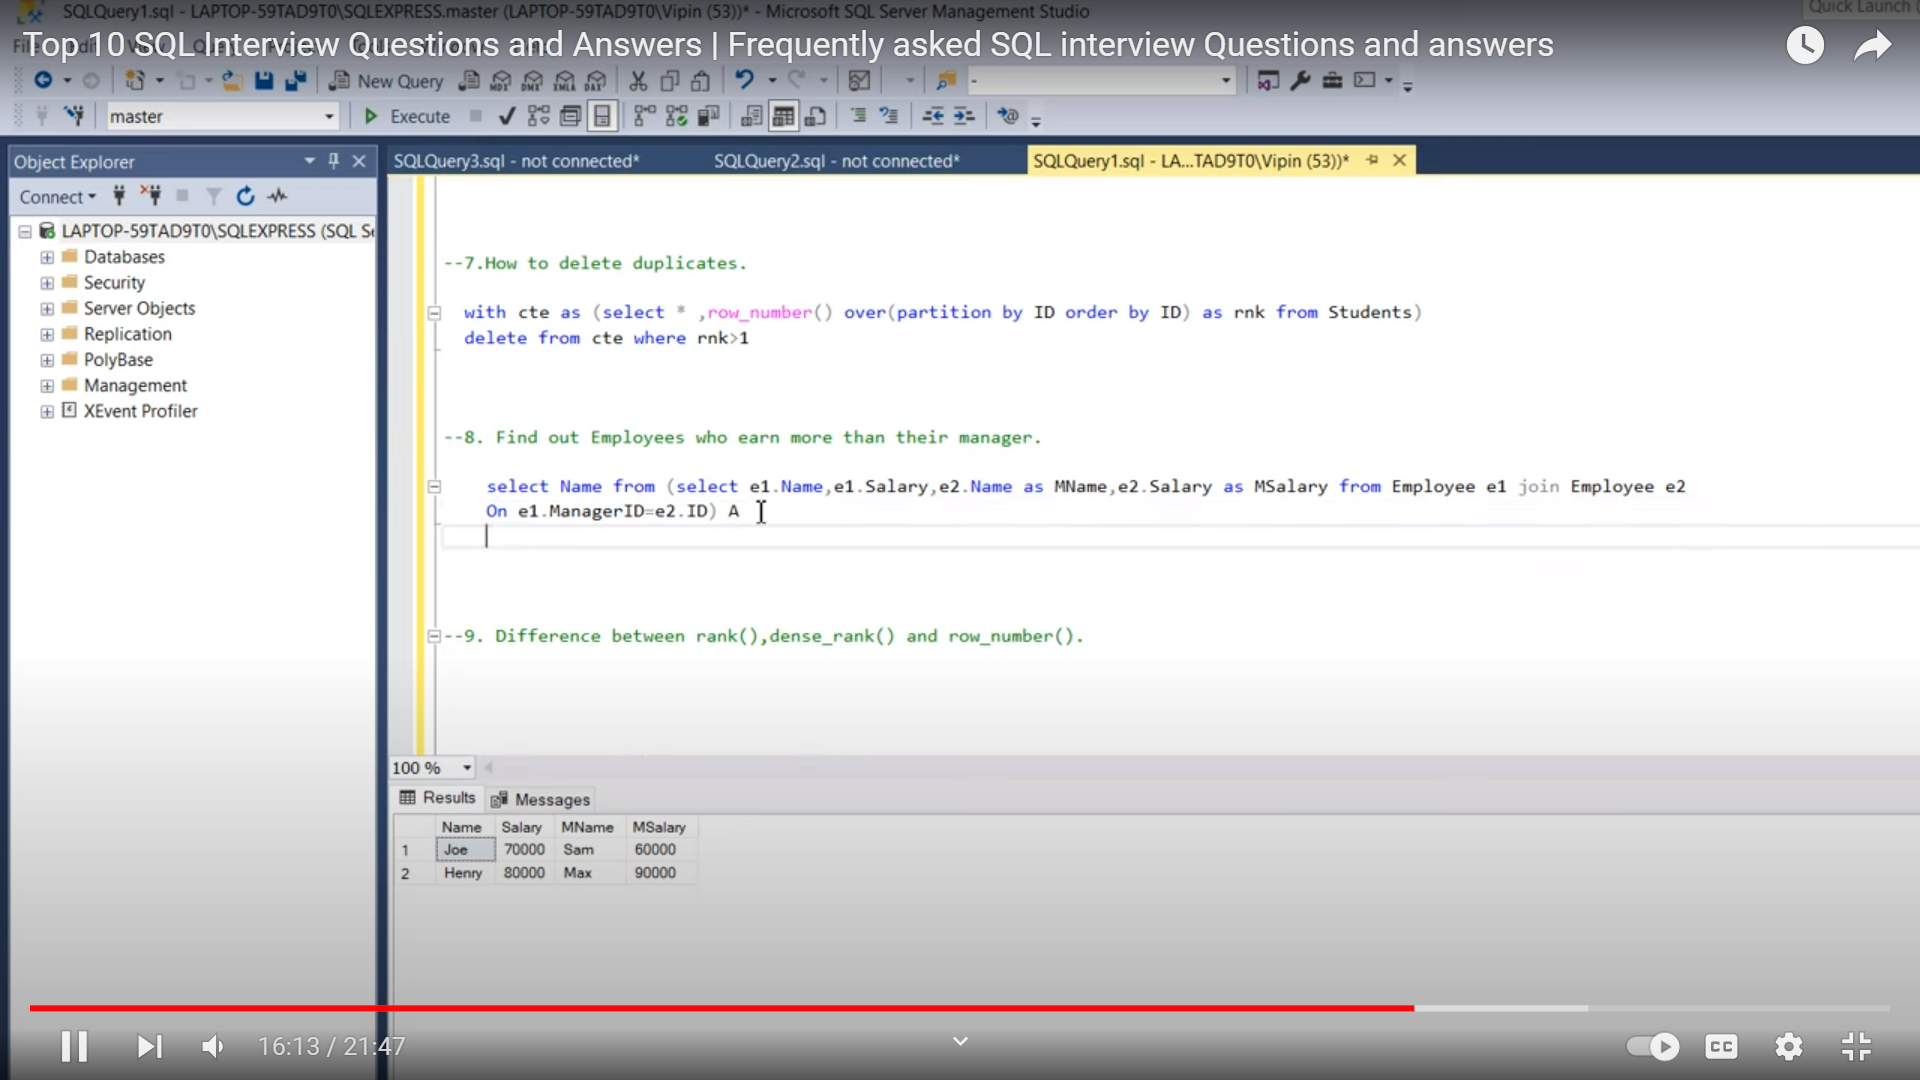 SQLQuery1.sql - LAPTOP-59TAD9T0\SQLEXPRESS.master (LAPTOP-59TAD9T0\Vipin (53))* - Microsoft SQL Server Management Studio
Quick Launch
Top 10 SQL Interview Questions and Answers | Frequently asked SQL interview Questions and answers
New Query
master
Execute
Object Explorer
SQLQuery3.sql - not connected*
SQLQuery2.sql - not connected*
SQLQuery1.sql - LA...TAD9T0\Vipin (53))*
Connect
LAPTOP-59TAD9T0\SQLEXPRESS (SQL Se
Databases
Security
Server Objects
Replication
PolyBase
Management
XEvent Profiler
--7.How to delete duplicates.
with cte as (select * ,row_number() over(partition by ID order by ID) as rnk from Students)
delete from cte where rnk>1
--8. Find out Employees who earn more than their manager.
select Name from (select e1.Name,e1.Salary,e2.Name as MName,e2.Salary as MSalary from Employee e1 join Employee e2
On e1.ManagerID=e2.ID) A
--9. Difference between rank(),dense_rank() and row_number().
100 %
Results Messages
Name Salary MName MSalary
1 Joe 70000 Sam 60000
2 Henry 80000 Max 90000
16:13 / 21:47
CC